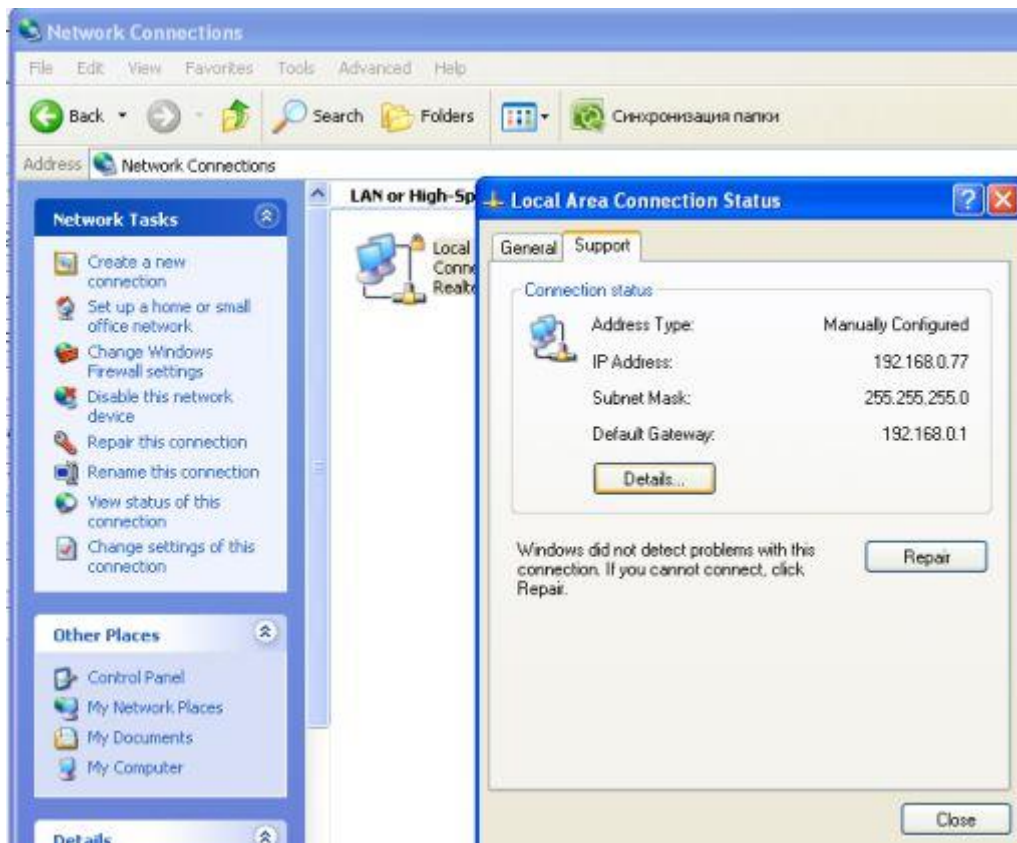 Network Connections
File Edit View Favorites Tools Advanced Help
Back Search Folders Синхронизация папки
Address Network Connections
Network Tasks
Create a new
connection
Set up a home or small
office network
Change Windows
Firewall settings
Disable this network
device
Repair this connection
Rename this connection
View status of this
connection
Change settings of this
connection
Other Places
Control Panel
My Network Places
My Documents
My Computer
Details
LAN or High-Sp
Local
Conne
Realte
Local Area Connection Status
General Support
Connection status
Address Type: Manually Configured
IP Address: 192.168.0.77
Subnet Mask: 255.255.255.0
Default Gateway: 192.168.0.1
Details...
Windows did not detect problems with this
connection. If you cannot connect, click
Repair.
Repair
Close